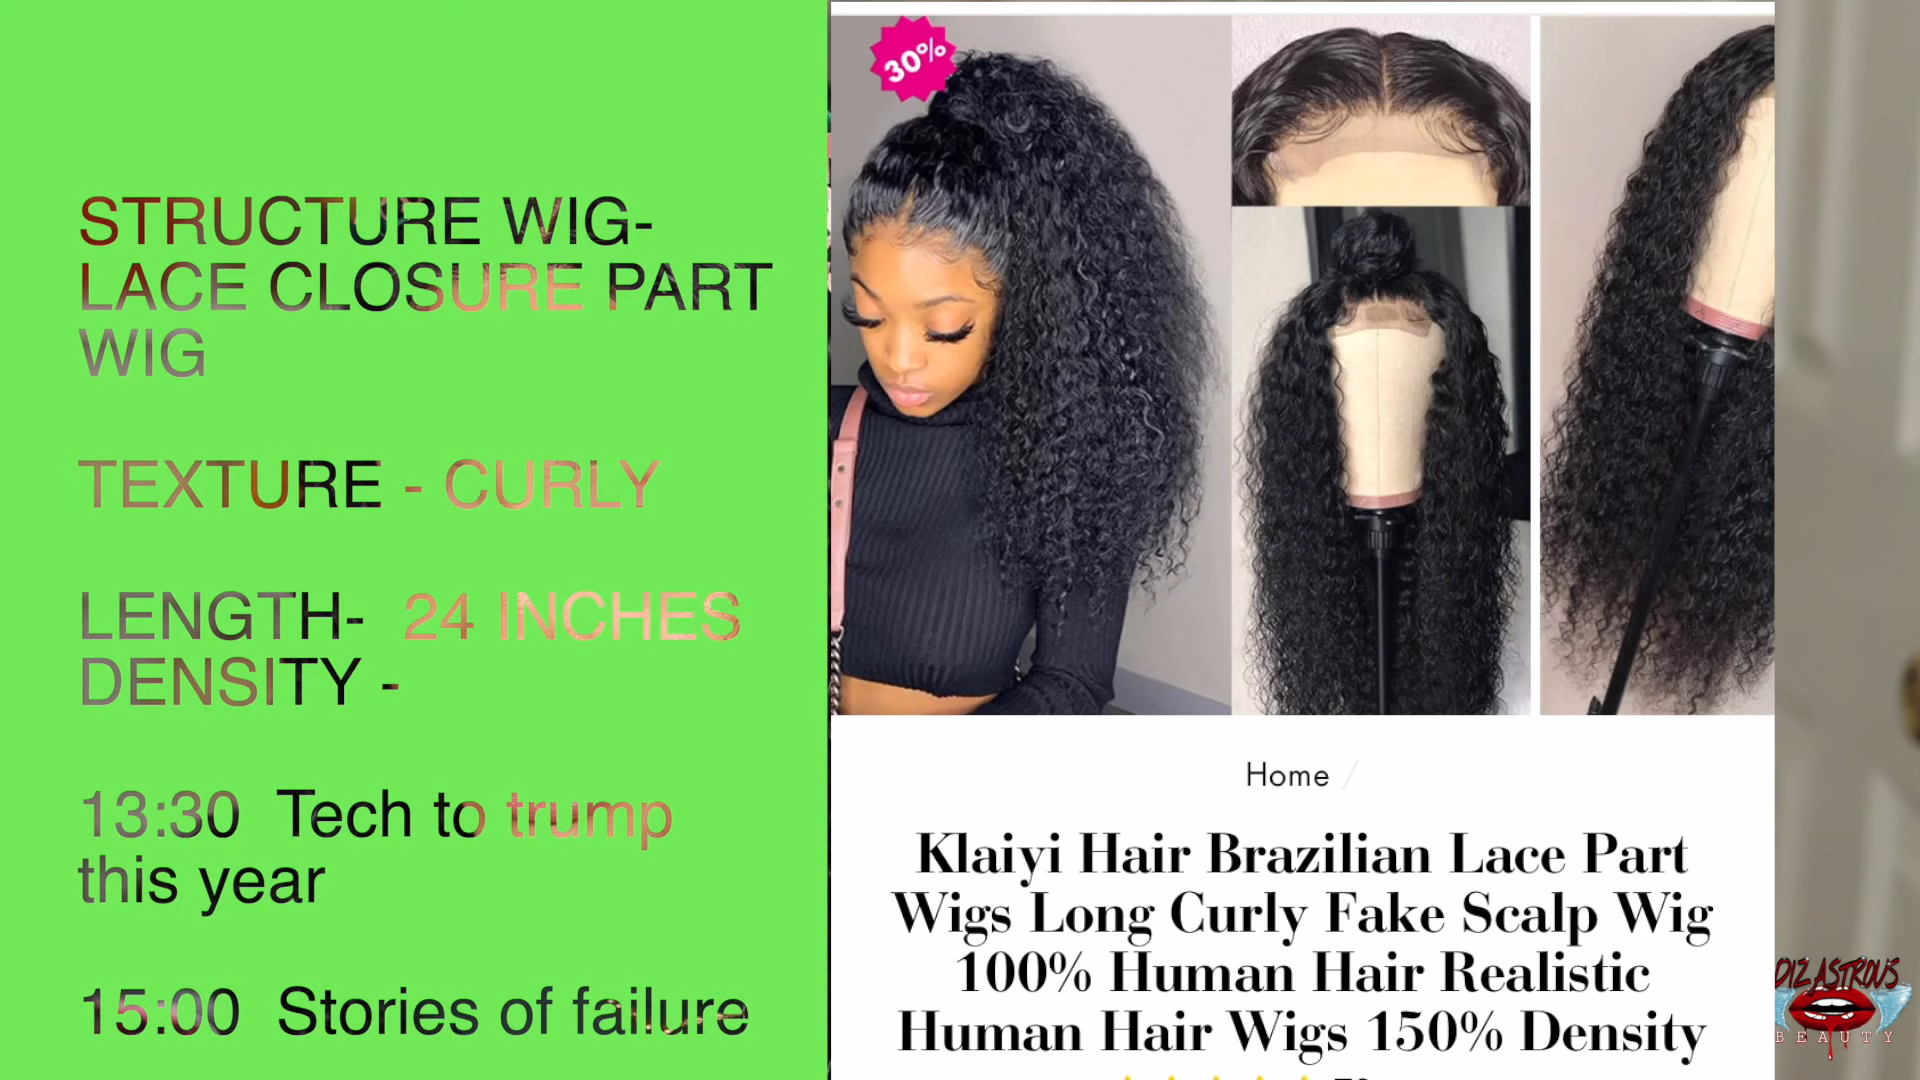 STRUCTURE WIG-
LACE CLOSURE PART
WIG
TEXTURE - CURLY
LENGTH- 24 INCHES
DENSITY -
13:30 Tech to trump
this year
15:00 Stories of failure
30%
Home /
Klaiyi Hair Brazilian Lace Part
Wigs Long Curly Fake Scalp Wig
100% Human Hair Realistic
Human Hair Wigs 150% Density
DIZASTROUS
BEAUTY